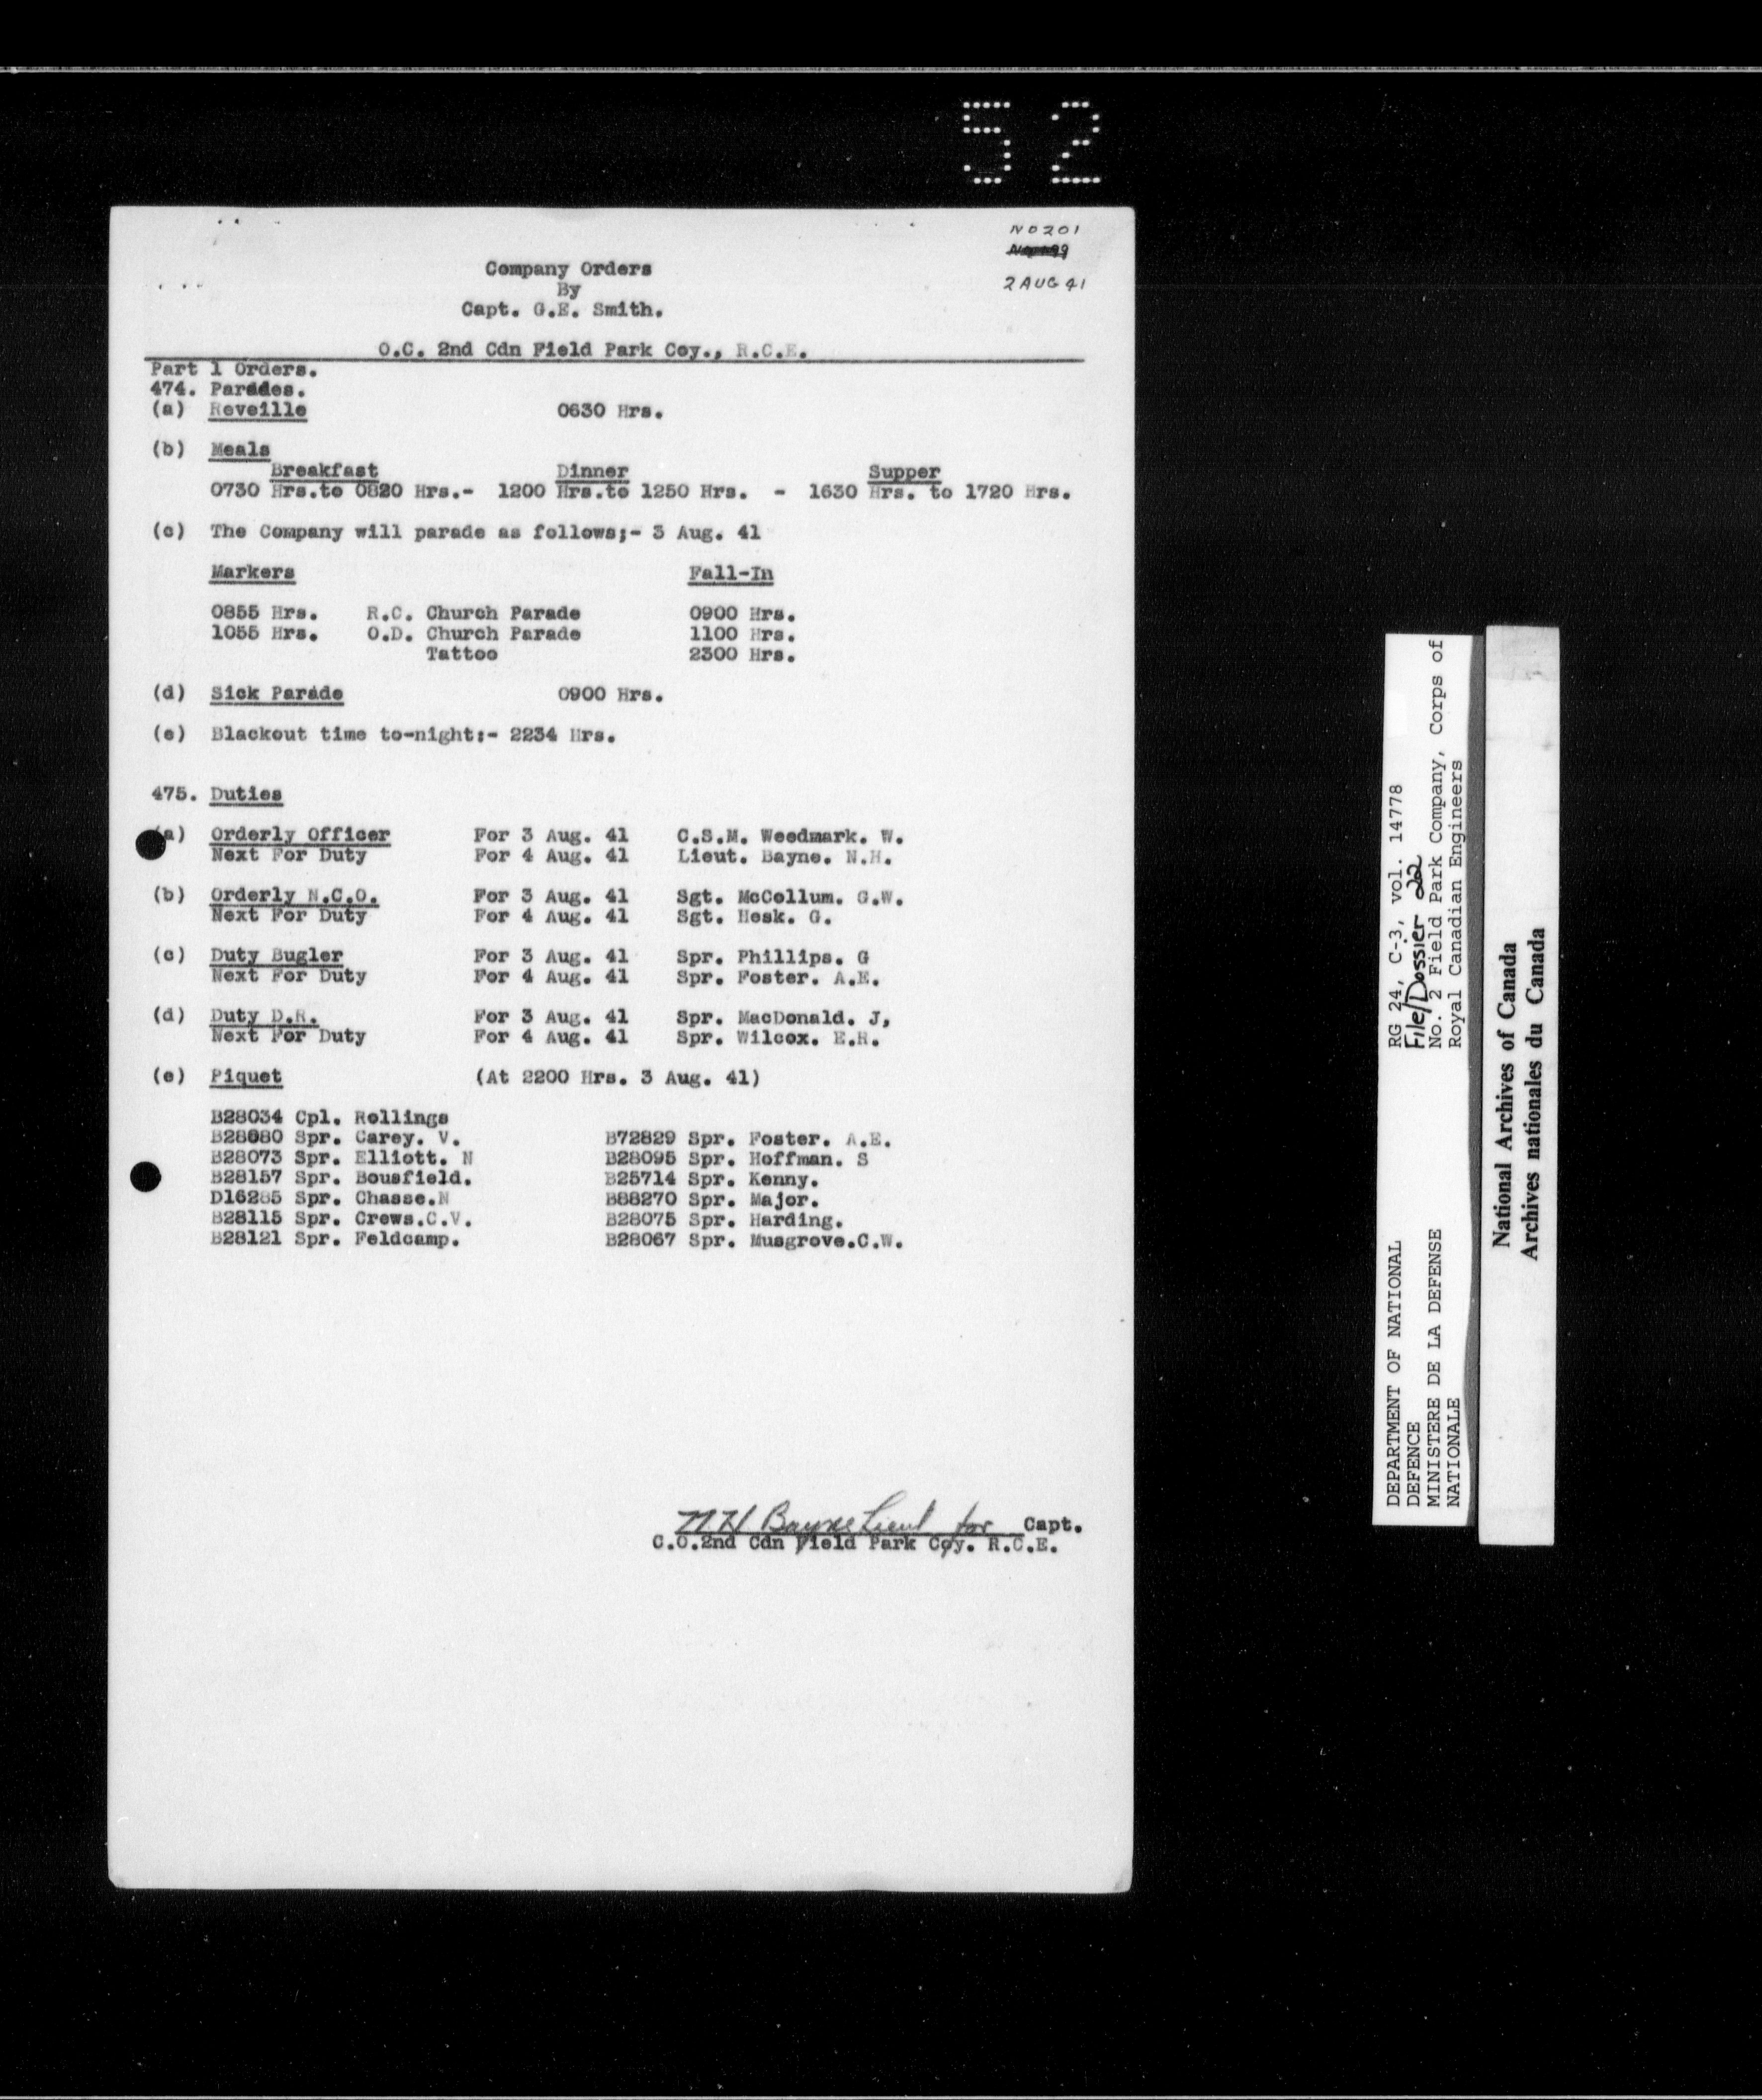 52
NO201
2 AUG 41
Company Orders
By
Capt. G.E. Smith.
O.C. 2nd Cdn Field Park Coy., R.C.E.
Part 1 Orders.
474. Parades.
(a) Reveille 0630 Hrs.
(b) Meals
Breakfast Dinner Supper
0730 Hrs.to 0820 Hrs.- 1200 Hrs.to 1250 Hrs. - 1630 Hrs. to 1720 Hrs.
(c) The Company will parade as follows;- 3 Aug. 41
Markers Fall-In
0855 Hrs. R.C. Church Parade 0900 Hrs.
1055 Hrs. O.D. Church Parade 1100 Hrs.
Tattoo 2300 Hrs.
(d) Sick Parade 0900 Hrs.
(e) Blackout time to-night:- 2234 Hrs.
475. Duties
(a) Orderly Officer For 3 Aug. 41 C.S.M. Weedmark. W.
Next For Duty For 4 Aug. 41 Lieut. Bayne. N.H.
(b) Orderly N.C.O. For 3 Aug. 41 Sgt. McCollum. G.W.
Next For Duty For 4 Aug. 41 Sgt. Hesk. G.
(c) Duty Bugler For 3 Aug. 41 Spr. Phillips. G
Next For Duty For 4 Aug. 41 Spr. Foster. A.E.
(d) Duty D.R. For 3 Aug. 41 Spr. MacDonald. J,
Next For Duty For 4 Aug. 41 Spr. Wilcox. E.R.
(e) Piquet (At 2200 Hrs. 3 Aug. 41)
B28034 Cpl. Rollings
B28080 Spr. Carey. V. B72829 Spr. Foster. A.E.
B28073 Spr. Elliott. N B28095 Spr. Hoffman. S
B28157 Spr. Bousfield. B25714 Spr. Kenny.
D16285 Spr. Chasse.N B88270 Spr. Major.
B28115 Spr. Crews.C.V. B28075 Spr. Harding.
B28121 Spr. Feldcamp. B28067 Spr. Musgrove.C.W.
NH Bayne Lieut for Capt.
C.O.2nd Cdn Field Park Coy. R.C.E.
DEPARTMENT OF NATIONAL RG 24, C-3, vol. 14778
DEFENCE File/Dossier 22
MINISTERE DE LA DEFENSE No. 2 Field Park Company, Corps of
NATIONALE Royal Canadian Engineers
National Archives of Canada
Archives nationales du Canada